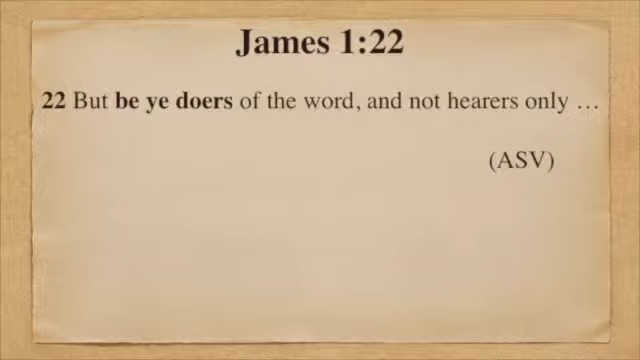 James 1:22
22 But be ye doers of the word, and not hearers only …
(ASV)